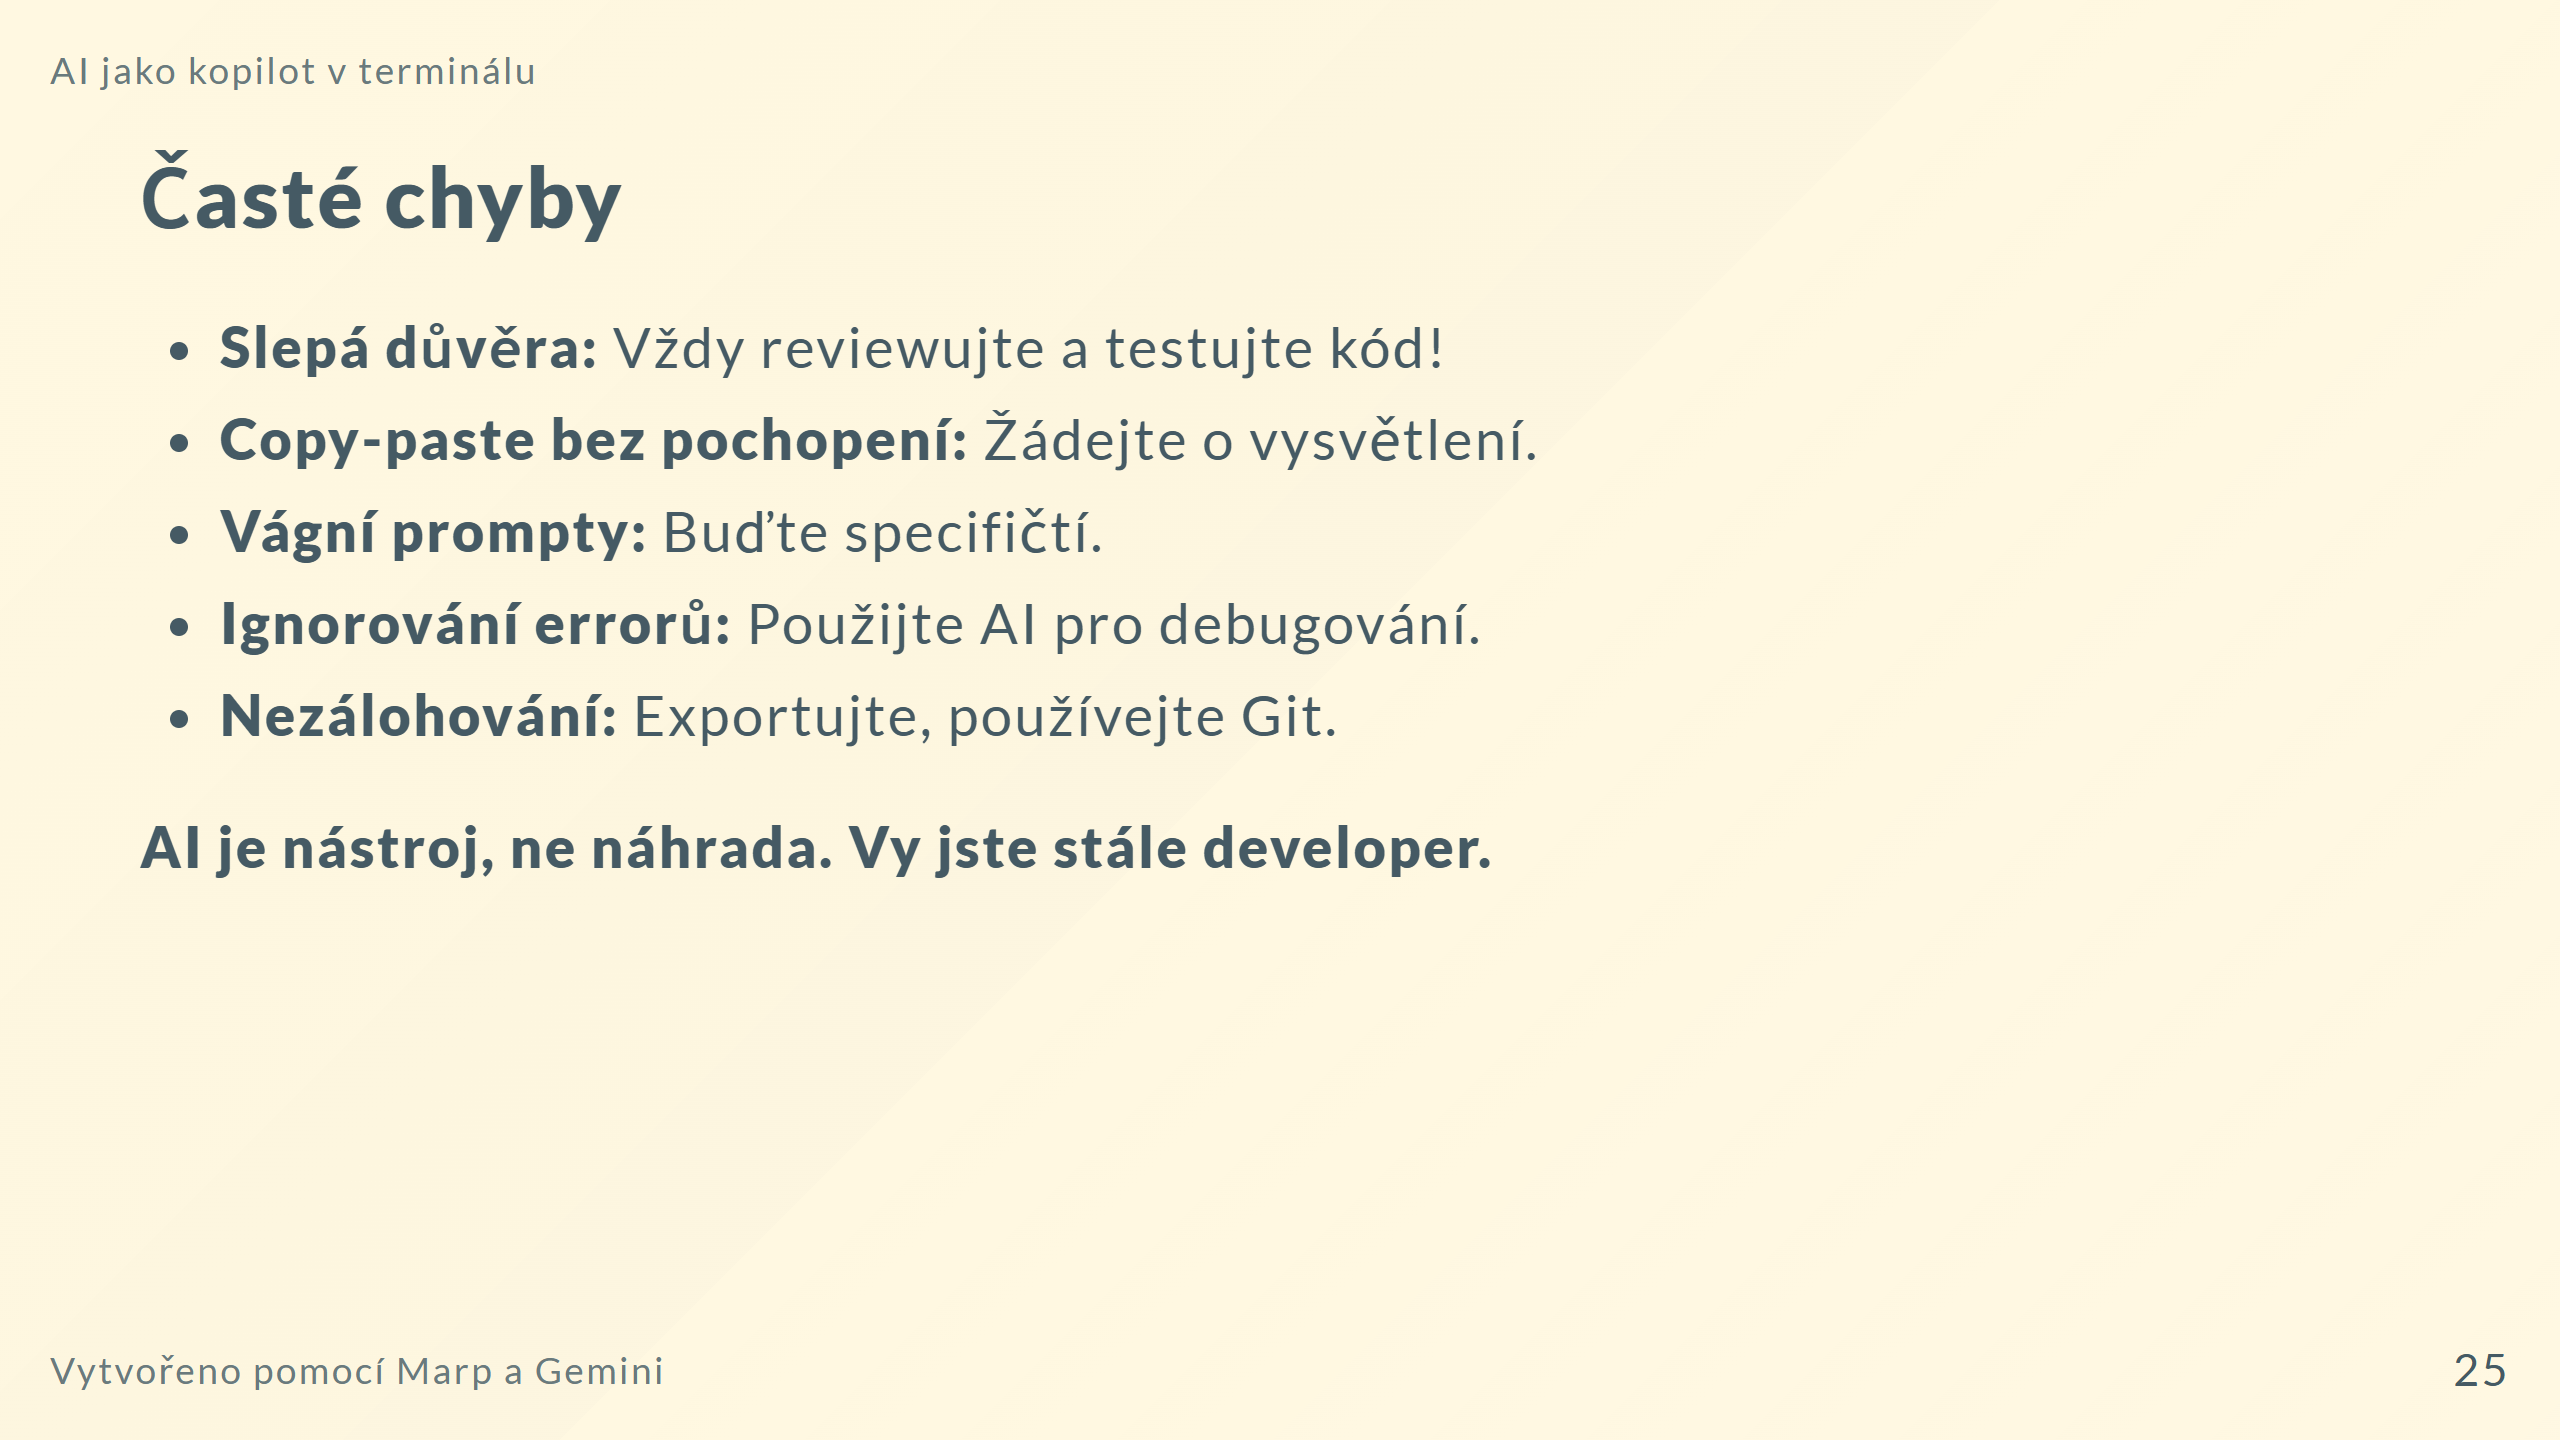 AI jako kopilot v terminálu
Časté chyby
• Slepá důvěra: Vždy reviewujte a testujte kód!
• Copy-paste bez pochopení: Žádejte o vysvětlení.
• Vágní prompty: Buďte specifičtí.
• Ignorování errorů: Použijte AI pro debugování.
• Nezálohování: Exportujte, používejte Git.
AI je nástroj, ne náhrada. Vy jste stále developer.
Vytvořeno pomocí Marp a Gemini
25